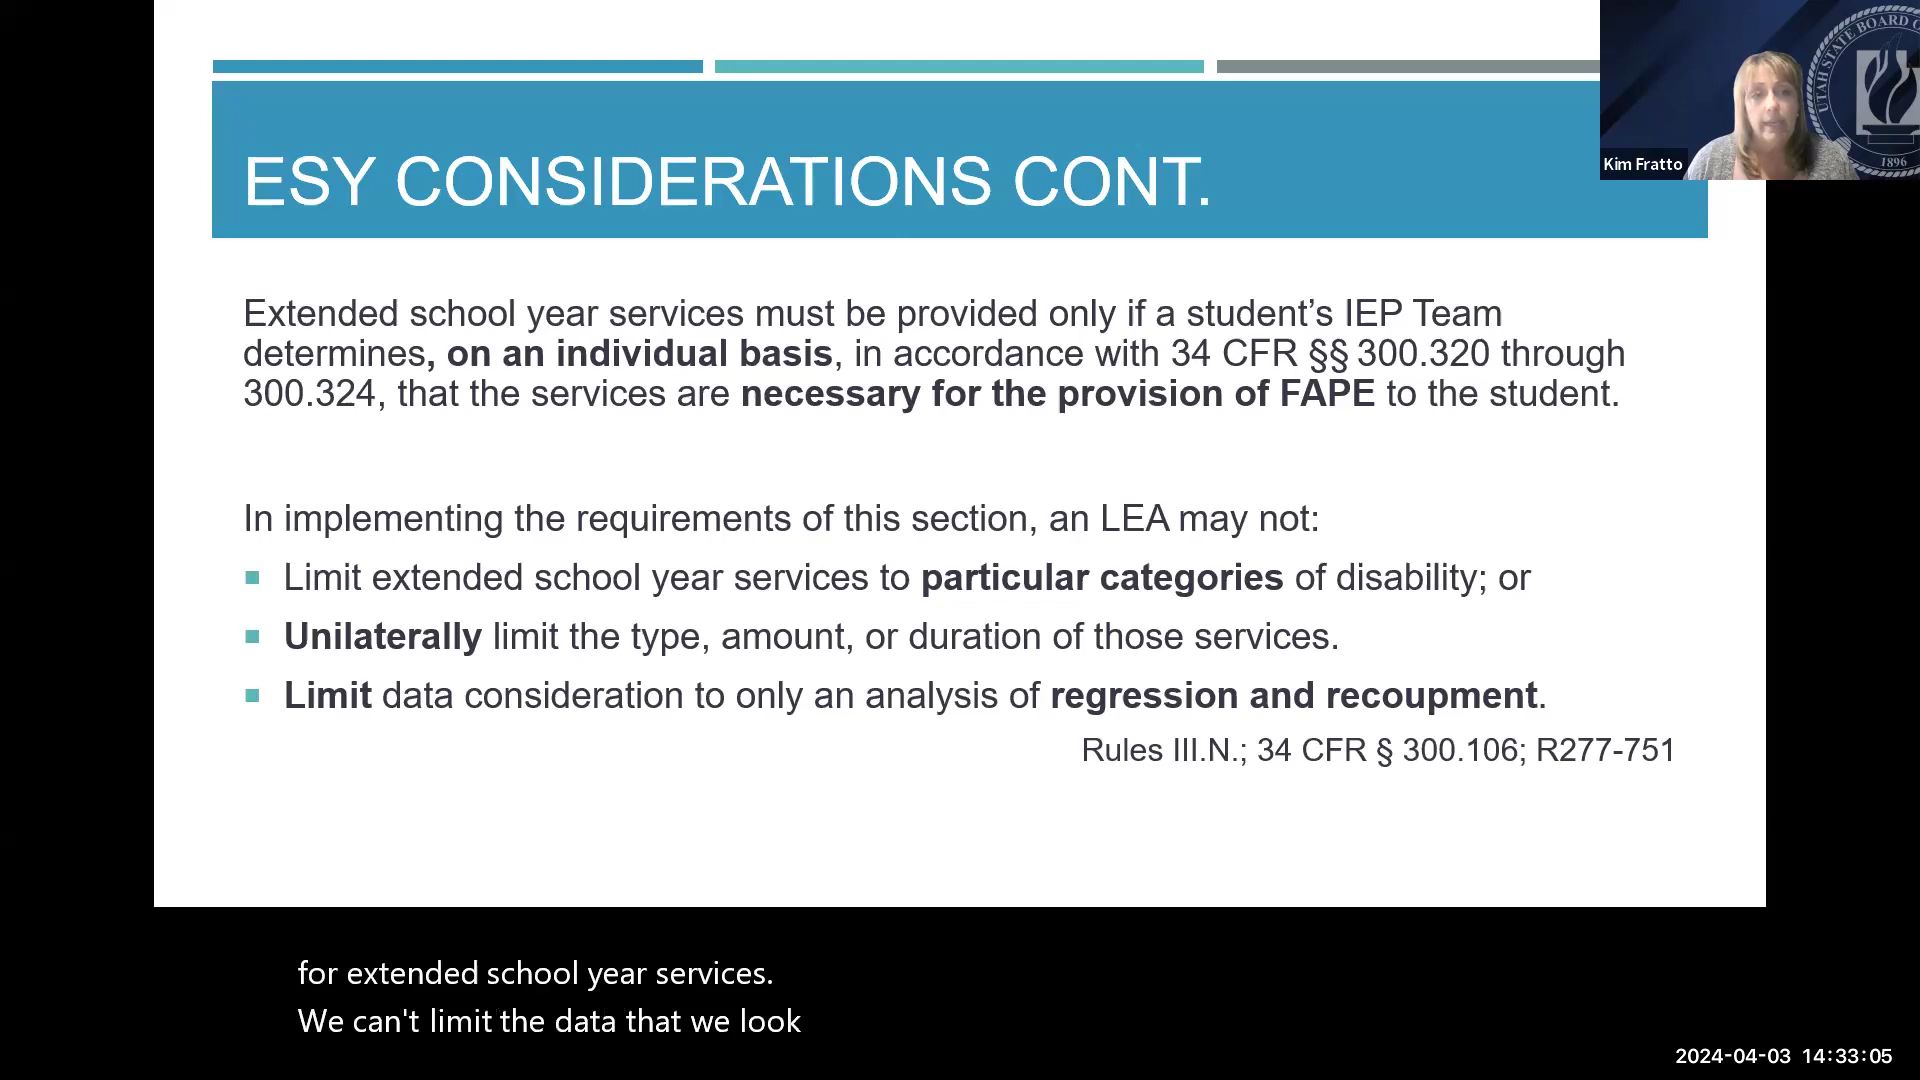 ESY CONSIDERATIONS CONT.
UTAH STATE BOARD
1896
Kim Fratto
Extended school year services must be provided only if a student’s IEP Team
determines, on an individual basis, in accordance with 34 CFR §§ 300.320 through
300.324, that the services are necessary for the provision of FAPE to the student.
In implementing the requirements of this section, an LEA may not:
Limit extended school year services to particular categories of disability; or
Unilaterally limit the type, amount, or duration of those services.
Limit data consideration to only an analysis of regression and recoupment.
Rules III.N.; 34 CFR § 300.106; R277-751
for extended school year services.
We can't limit the data that we look
2024-04-03 14:33:05